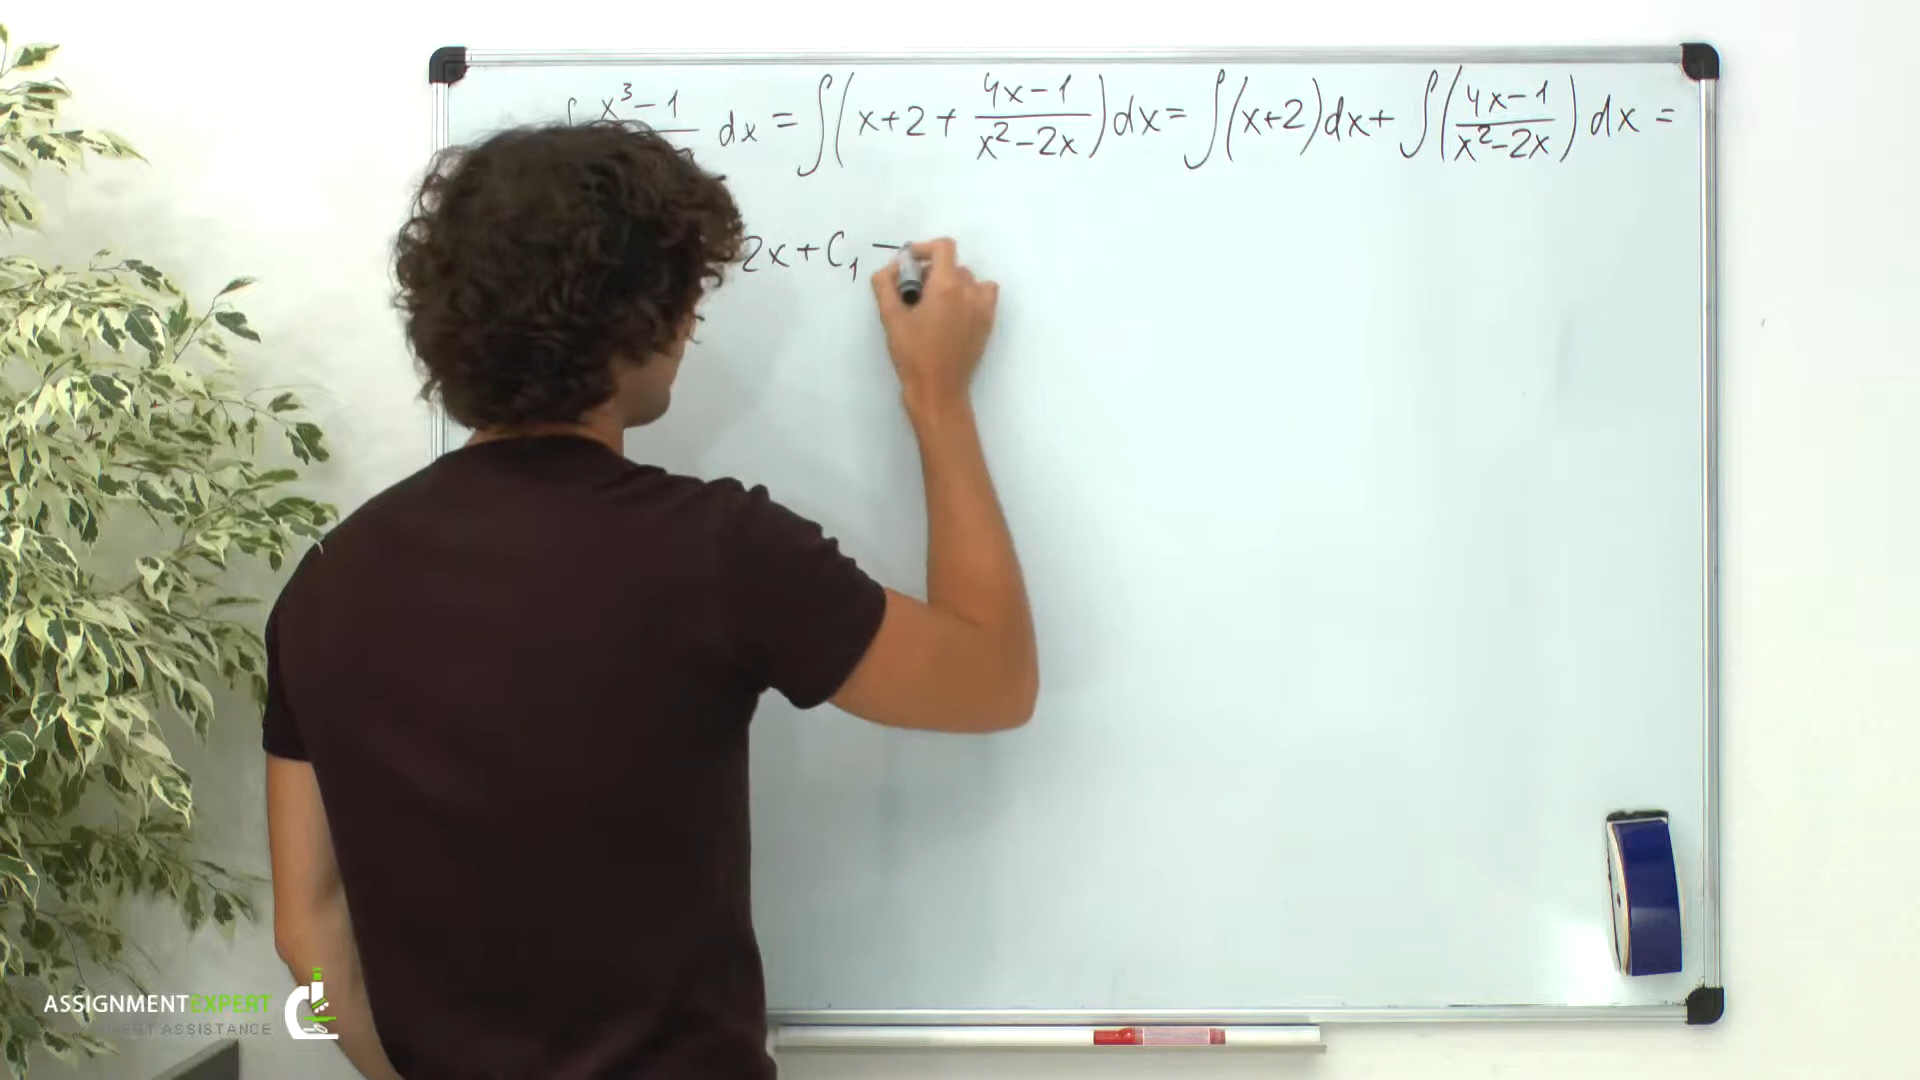 ∫ x³−1 dx = ∫(x+2+ (4x−1)/(x²−2x))dx = ∫(x+2)dx + ∫((4x−1)/(x²−2x)) dx =
2x+C₁
ASSIGNMENTEXPERT
ASSISTANCE